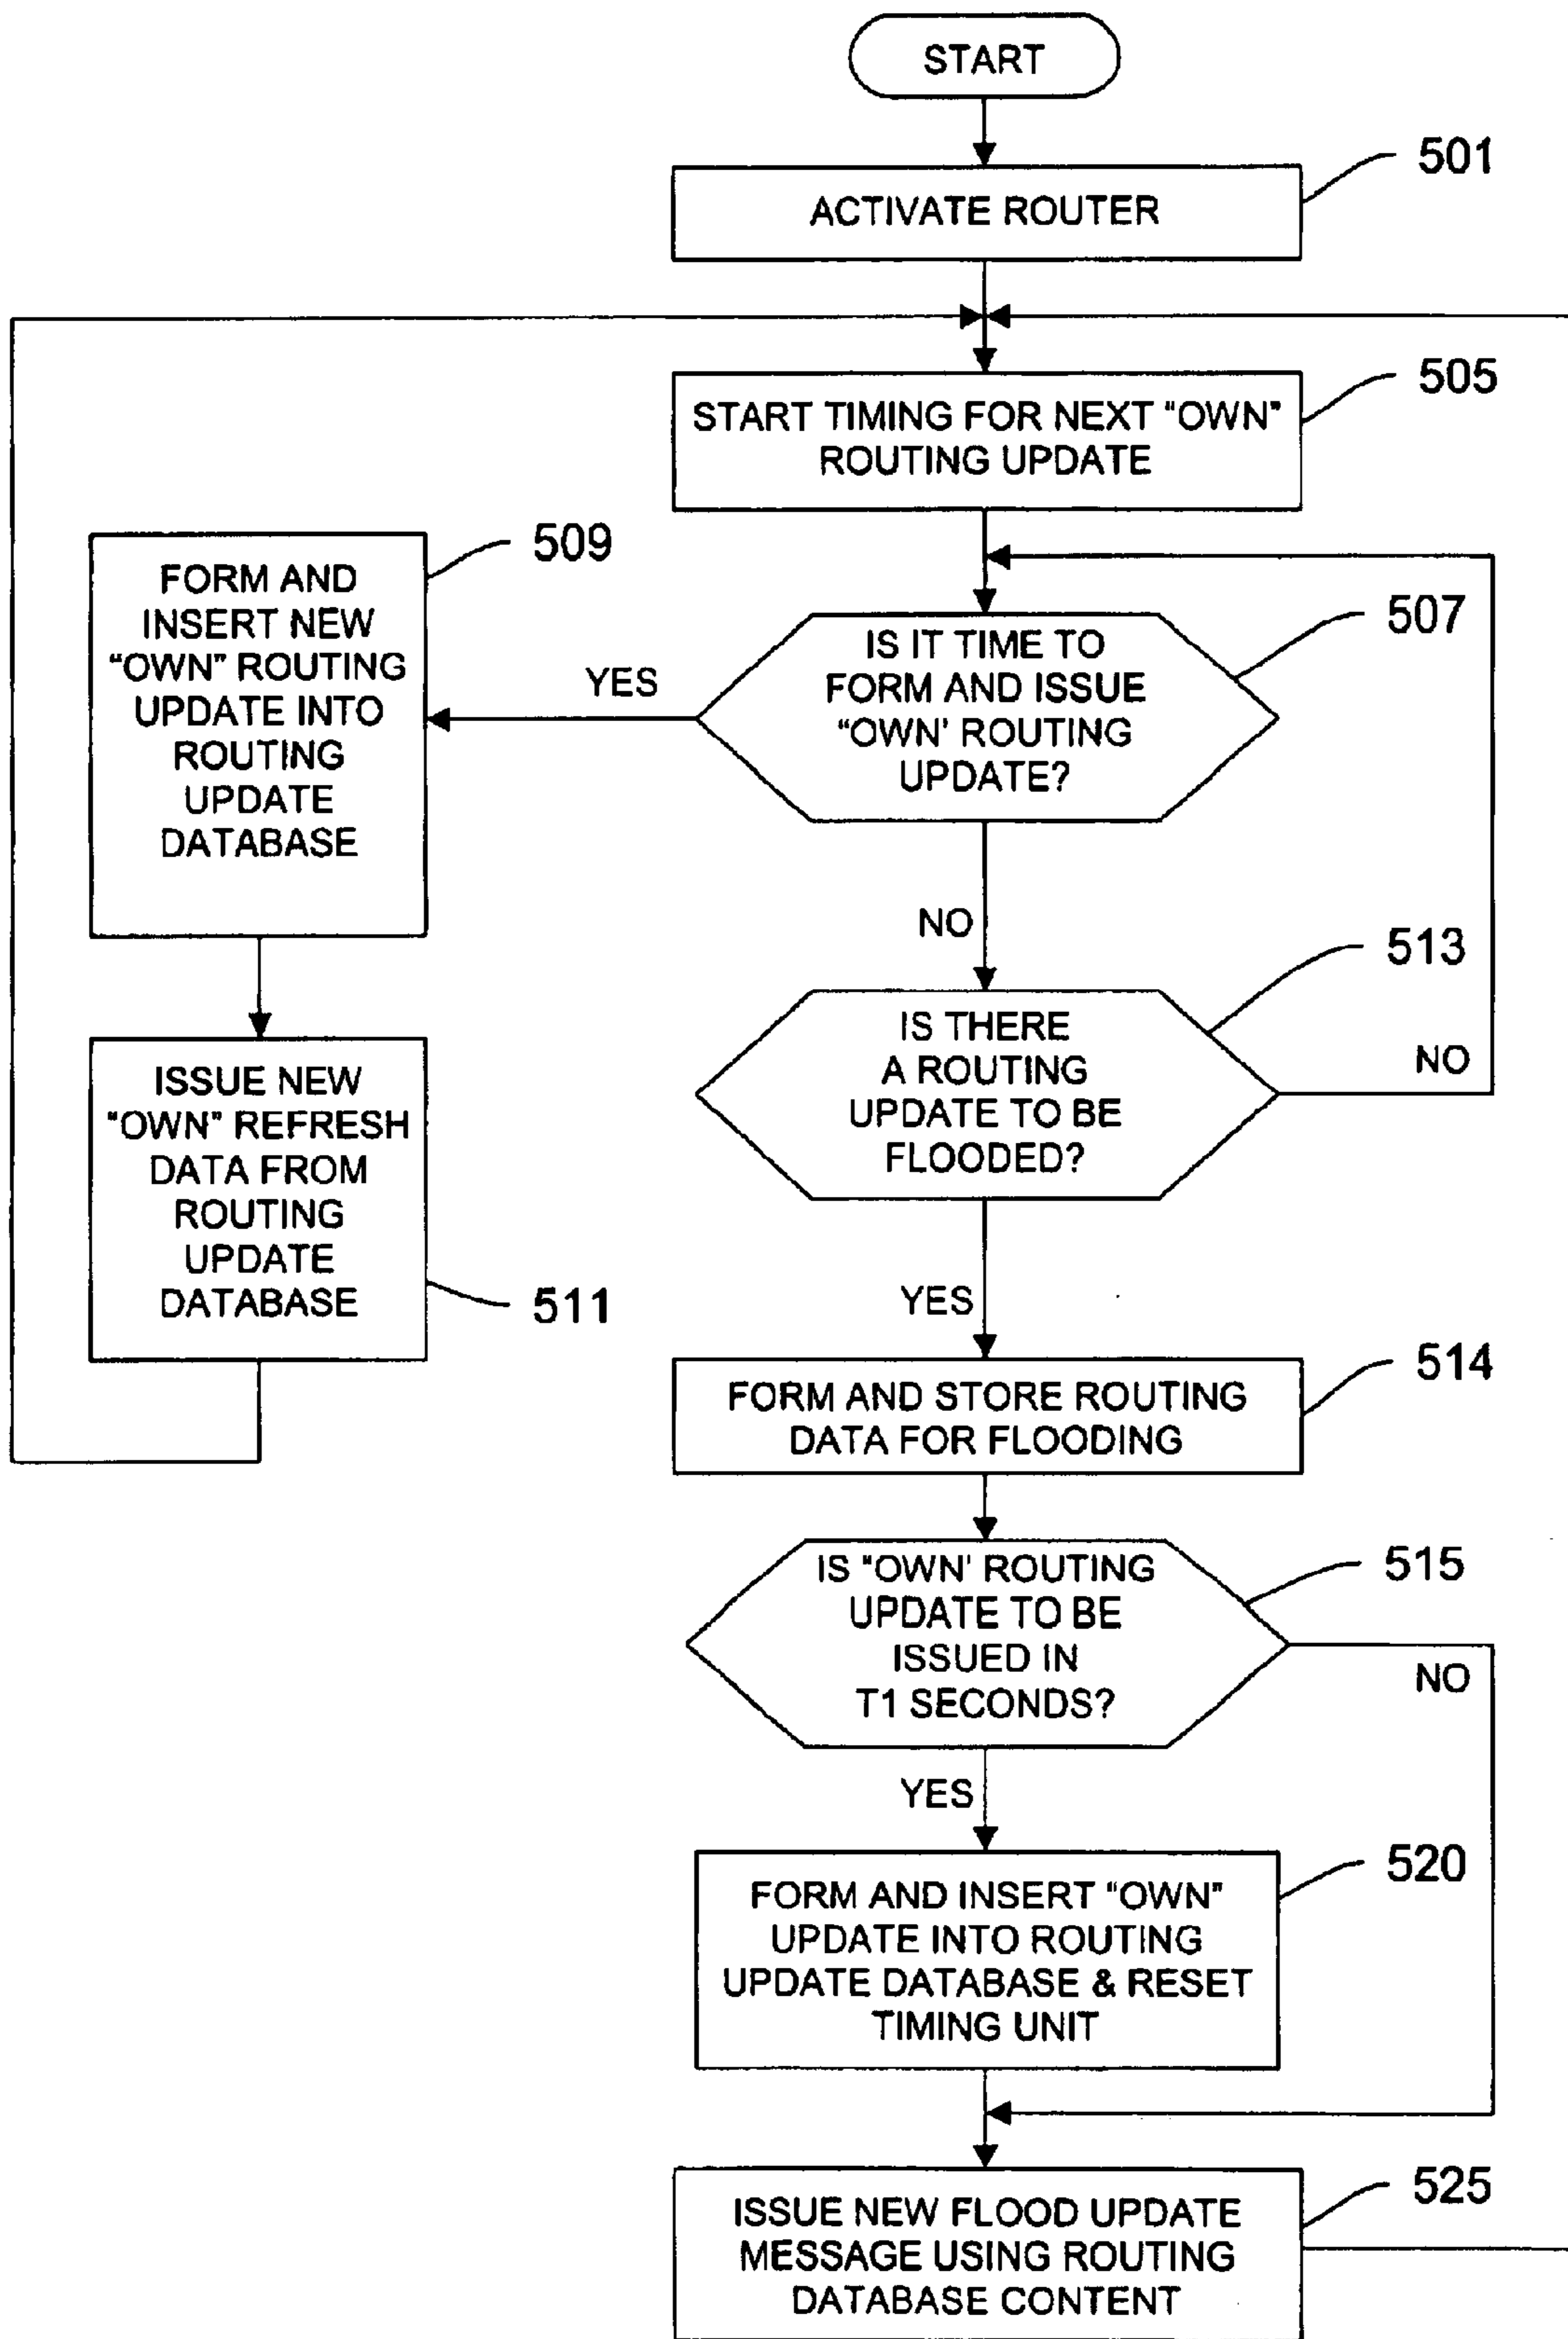 START
501
ACTIVATE ROUTER
505
START TIMING FOR NEXT "OWN"
ROUTING UPDATE
509
FORM AND
INSERT NEW
"OWN" ROUTING
UPDATE INTO
ROUTING
UPDATE
DATABASE
507
IS IT TIME TO
FORM AND ISSUE
"OWN' ROUTING
UPDATE?
YES
NO
513
IS THERE
A ROUTING
UPDATE TO BE
FLOODED?
NO
ISSUE NEW
"OWN" REFRESH
DATA FROM
ROUTING
UPDATE
DATABASE
511
YES
514
FORM AND STORE ROUTING
DATA FOR FLOODING
515
IS "OWN' ROUTING
UPDATE TO BE
ISSUED IN
T1 SECONDS?
NO
YES
520
FORM AND INSERT "OWN"
UPDATE INTO ROUTING
UPDATE DATABASE & RESET
TIMING UNIT
525
ISSUE NEW FLOOD UPDATE
MESSAGE USING ROUTING
DATABASE CONTENT